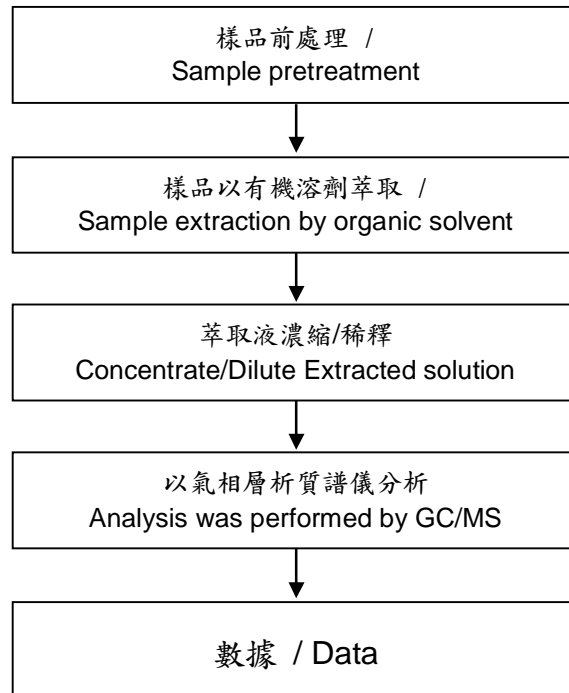 樣品前處理 /
Sample pretreatment
樣品以有機溶劑萃取 /
Sample extraction by organic solvent
萃取液濃縮/稀釋
Concentrate/Dilute Extracted solution
以氣相層析質譜儀分析
Analysis was performed by GC/MS
數據 / Data